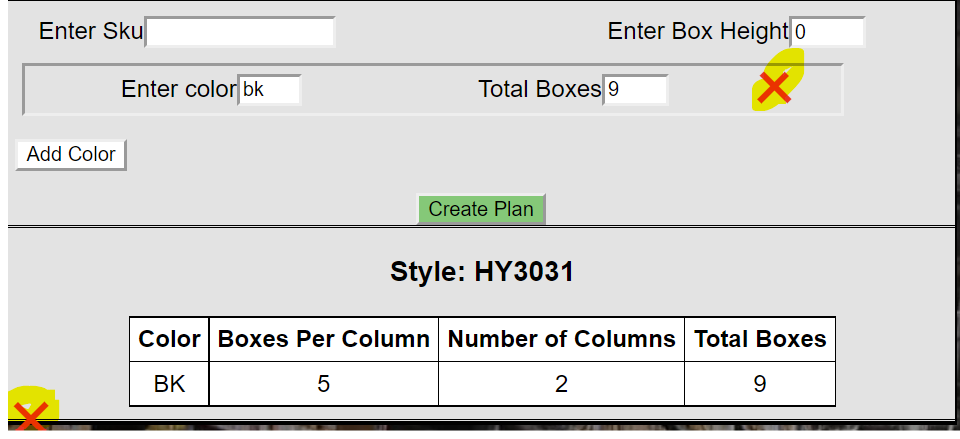 Enter Sku Enter Box Height 0
Enter color bk Total Boxes 9
Add Color
Create Plan
Style: HY3031
Color Boxes Per Column Number of Columns Total Boxes
BK 5 2 9